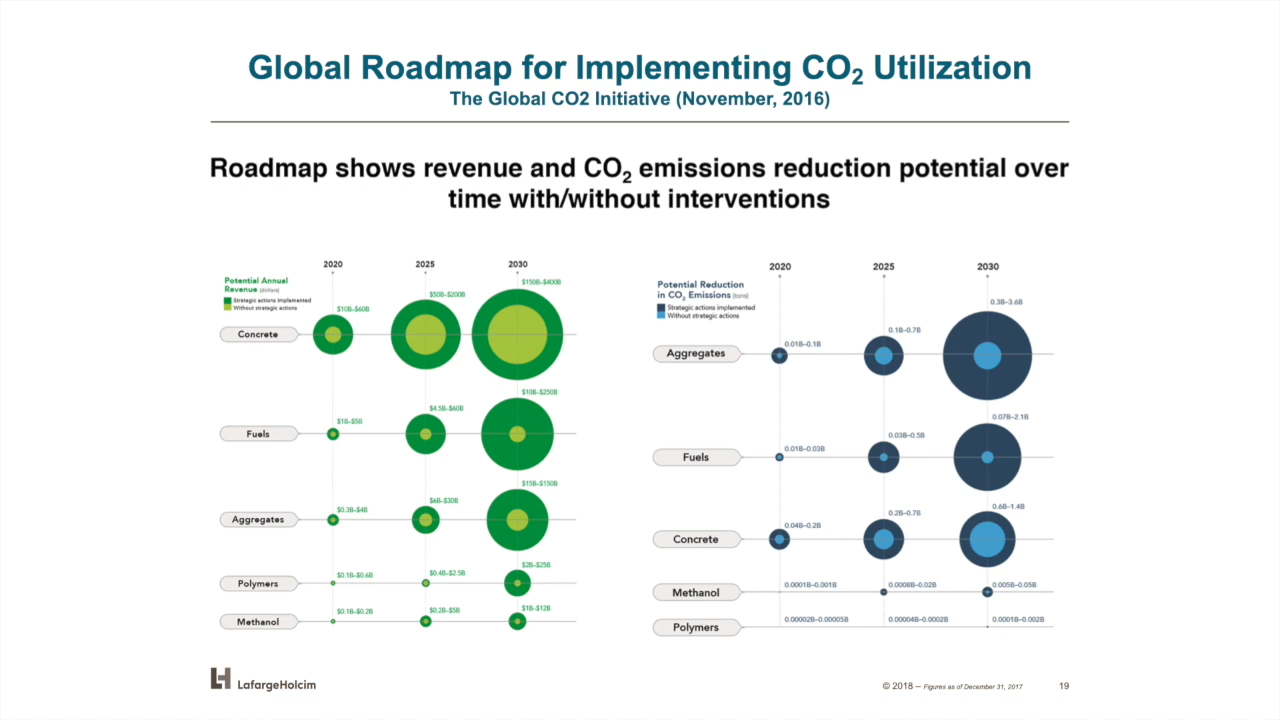 Global Roadmap for Implementing CO2 Utilization
The Global CO2 Initiative (November, 2016)
Roadmap shows revenue and CO2 emissions reduction potential over
time with/without interventions
2020 2025 2030
Potential Annual
Revenue (dollars)
Strategic actions implemented
Without strategic actions
Concrete $10B–$60B $50B–$200B $150B–$400B
Fuels $1B–$5B $4.5B–$60B $10B–$250B
Aggregates $0.3B–$4B $6B–$30B $15B–$150B
Polymers $0.1B–$0.6B $0.4B–$2.5B $2B–$25B
Methanol $0.1B–$0.2B $0.2B–$5B $1B–$12B
2020 2025 2030
Potential Reduction
in CO2 Emissions (tons)
Strategic actions implemented
Without strategic actions
Aggregates 0.01B–0.1B 0.1B–0.7B 0.3B–3.6B
Fuels 0.01B–0.03B 0.03B–0.5B 0.07B–2.1B
Concrete 0.04B–0.2B 0.2B–0.7B 0.6B–1.4B
Methanol 0.0001B–0.001B 0.0008B–0.02B 0.005B–0.05B
Polymers 0.00002B–0.00005B 0.00004B–0.0002B 0.0001B–0.002B
LafargeHolcim
© 2018 – Figures as of December 31, 2017 19